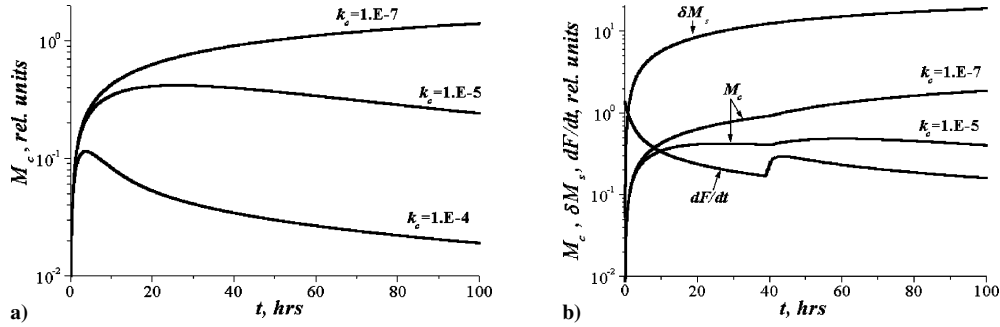 k_c=1.E-7
10^0
k_c=1.E-5
10^-1
k_c=1.E-4
10^-2
0 20 40 60 80 100
M_c, rel. units
t, hrs
a)
δM_s
10^1
k_c=1.E-7
M_c
10^0
k_c=1.E-5
10^-1
dF/dt
10^-2
0 20 40 60 80 100
M_c, δM_s, dF/dt, rel. units
t, hrs
b)